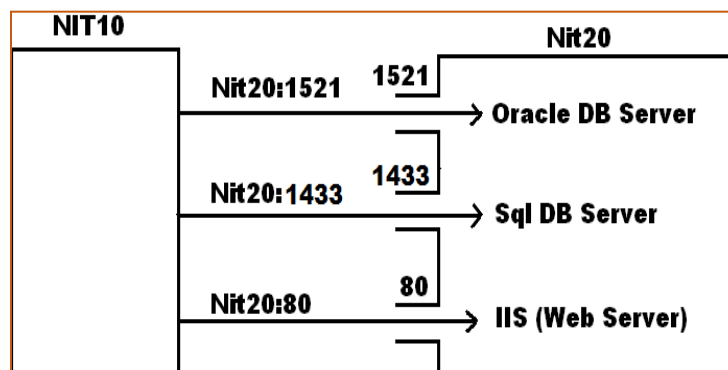 NIT10
Nit20
Nit20:1521
1521
Oracle DB Server
Nit20:1433
1433
Sql DB Server
Nit20:80
80
IIS (Web Server)